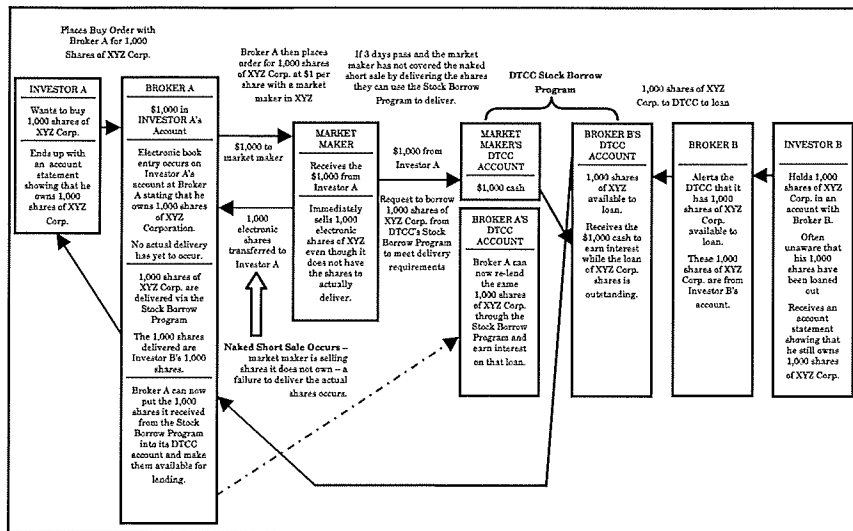 Places Buy Order with
Broker A for 1,000
Shares of XYZ Corp.
Broker A then places
order for 1,000 shares
of XYZ Corp. at $1 per
share with a market
maker in XYZ
If 3 days pass and the market
maker has not covered the naked
short sale by delivering the shares
they can use the Stock Borrow
Program to deliver.
DTCC Stock Borrow
Program
1,000 shares of XYZ
Corp. to DTCC to loan
INVESTOR A
Wants to buy
1,000 shares of
XYZ Corp.
Ends up with
an account
statement
showing that he
owns 1,000
shares of XYZ
Corp.
BROKER A
$1,000 in
INVESTOR A's
Account
Electronic book
entry occurs on
Investor A's
account at Broker
A stating that he
owns 1,000 shares
of XYZ
Corporation.
No actual delivery
has yet to occur.
1,000 shares of
XYZ Corp. are
delivered via the
Stock Borrow
Program
The 1,000 shares
delivered are
Investor B's 1,000
shares.
Broker A can now
put the 1,000
shares it received
from the Stock
Borrow Program
into its DTCC
account and make
them available for
lending.
$1,000 to
market maker
1,000
electronic
shares
transferred to
Investor A
Naked Short Sale Occurs --
market maker is selling
shares it does not own -- a
failure to deliver the actual
shares occurs.
MARKET
MAKER
Receives the
$1,000 from
Investor A
Immediately
sells 1,000
electronic
shares of XYZ
even though it
does not have
the shares to
actually
deliver.
$1,000 from
Investor A
Request to borrow
1,000 shares of
XYZ Corp. from
DTCC's Stock
Borrow Program
to meet delivery
requirements
MARKET
MAKER'S
DTCC
ACCOUNT
$1,000 cash
BROKER A'S
DTCC
ACCOUNT
Broker A can
now re-lend
the same
1,000 shares
of XYZ Corp.
through the
Stock Borrow
Program and
earn interest
on that loan.
BROKER B'S
DTCC
ACCOUNT
1,000 shares
of XYZ
available to
loan.
Receives the
$1,000 cash to
earn interest
while the loan
of XYZ Corp.
shares is
outstanding.
BROKER B
Alerts the
DTCC that it
has 1,000
shares of XYZ
Corp.
available to
loan.
These 1,000
shares of XYZ
Corp. are from
Investor B's
account.
INVESTOR B
Holds 1,000
shares of XYZ
Corp. in an
account with
Broker B.
Often
unaware that
his 1,000
shares have
been loaned
out
Receives an
account
statement
showing that
he still owns
1,000 shares
of XYZ Corp.